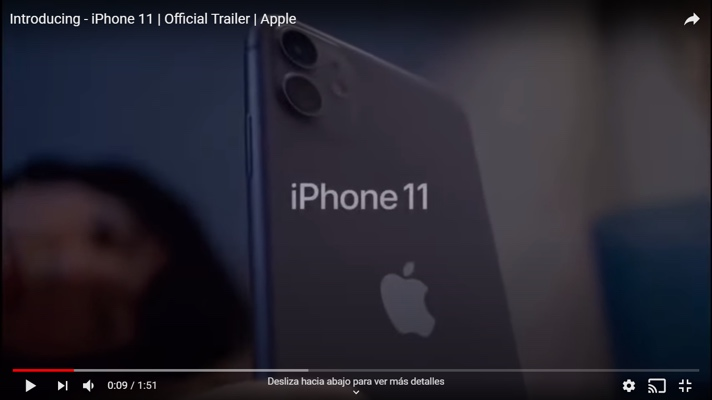 Introducing - iPhone 11 | Official Trailer | Apple
iPhone 11
Desliza hacia abajo para ver más detalles
0:09 / 1:51